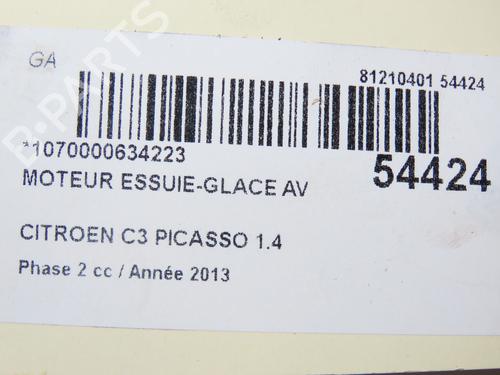 GA
81210401 54424
*1070000634223
54424
MOTEUR ESSUIE-GLACE AV
CITROEN C3 PICASSO 1.4
Phase 2 cc / Année 2013
B-PARTS